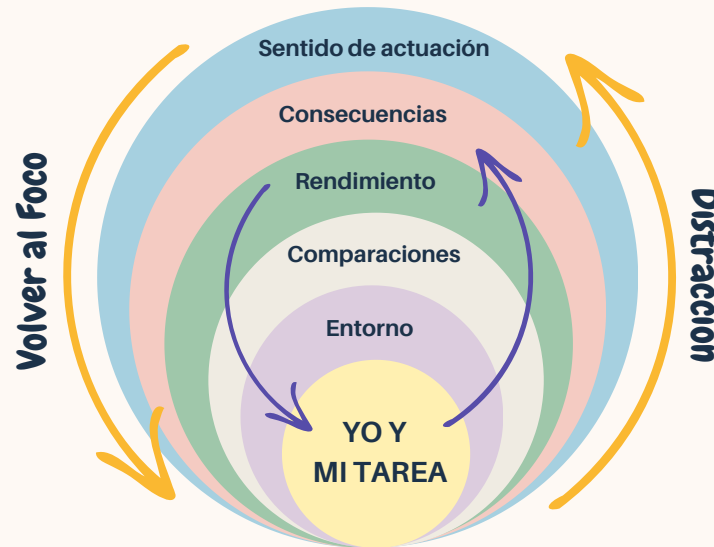 Sentido de actuación
Consecuencias
Rendimiento
Comparaciones
Entorno
YO Y
MI TAREA
Volver al Foco
Distracción